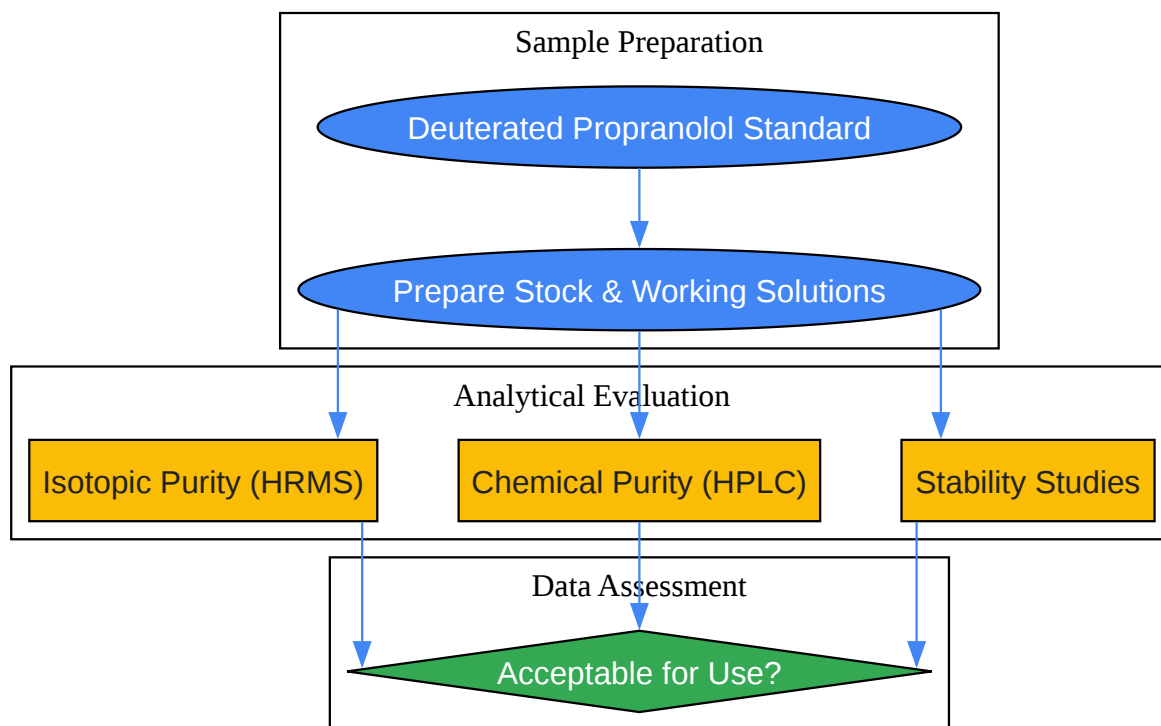 Sample Preparation
Deuterated Propranolol Standard
Prepare Stock & Working Solutions
Analytical Evaluation
Isotopic Purity (HRMS)
Chemical Purity (HPLC)
Stability Studies
Data Assessment
Acceptable for Use?